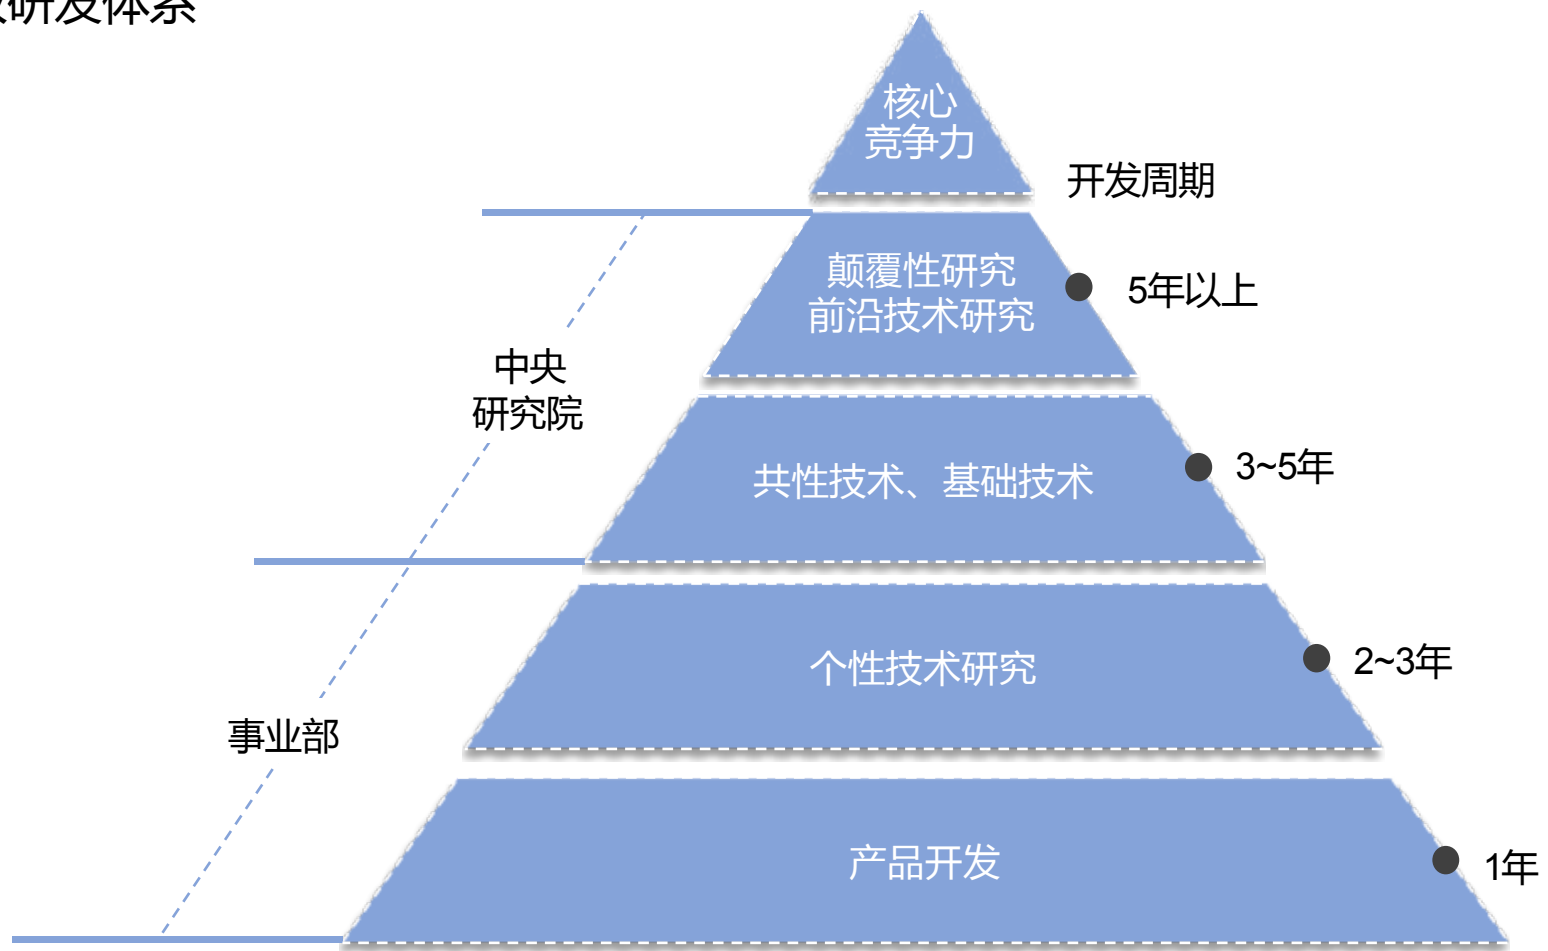 研发体系
核心
竞争力
开发周期
颠覆性研究
前沿技术研究
5年以上
中央
研究院
共性技术、基础技术
3~5年
个性技术研究
2~3年
事业部
产品开发
1年